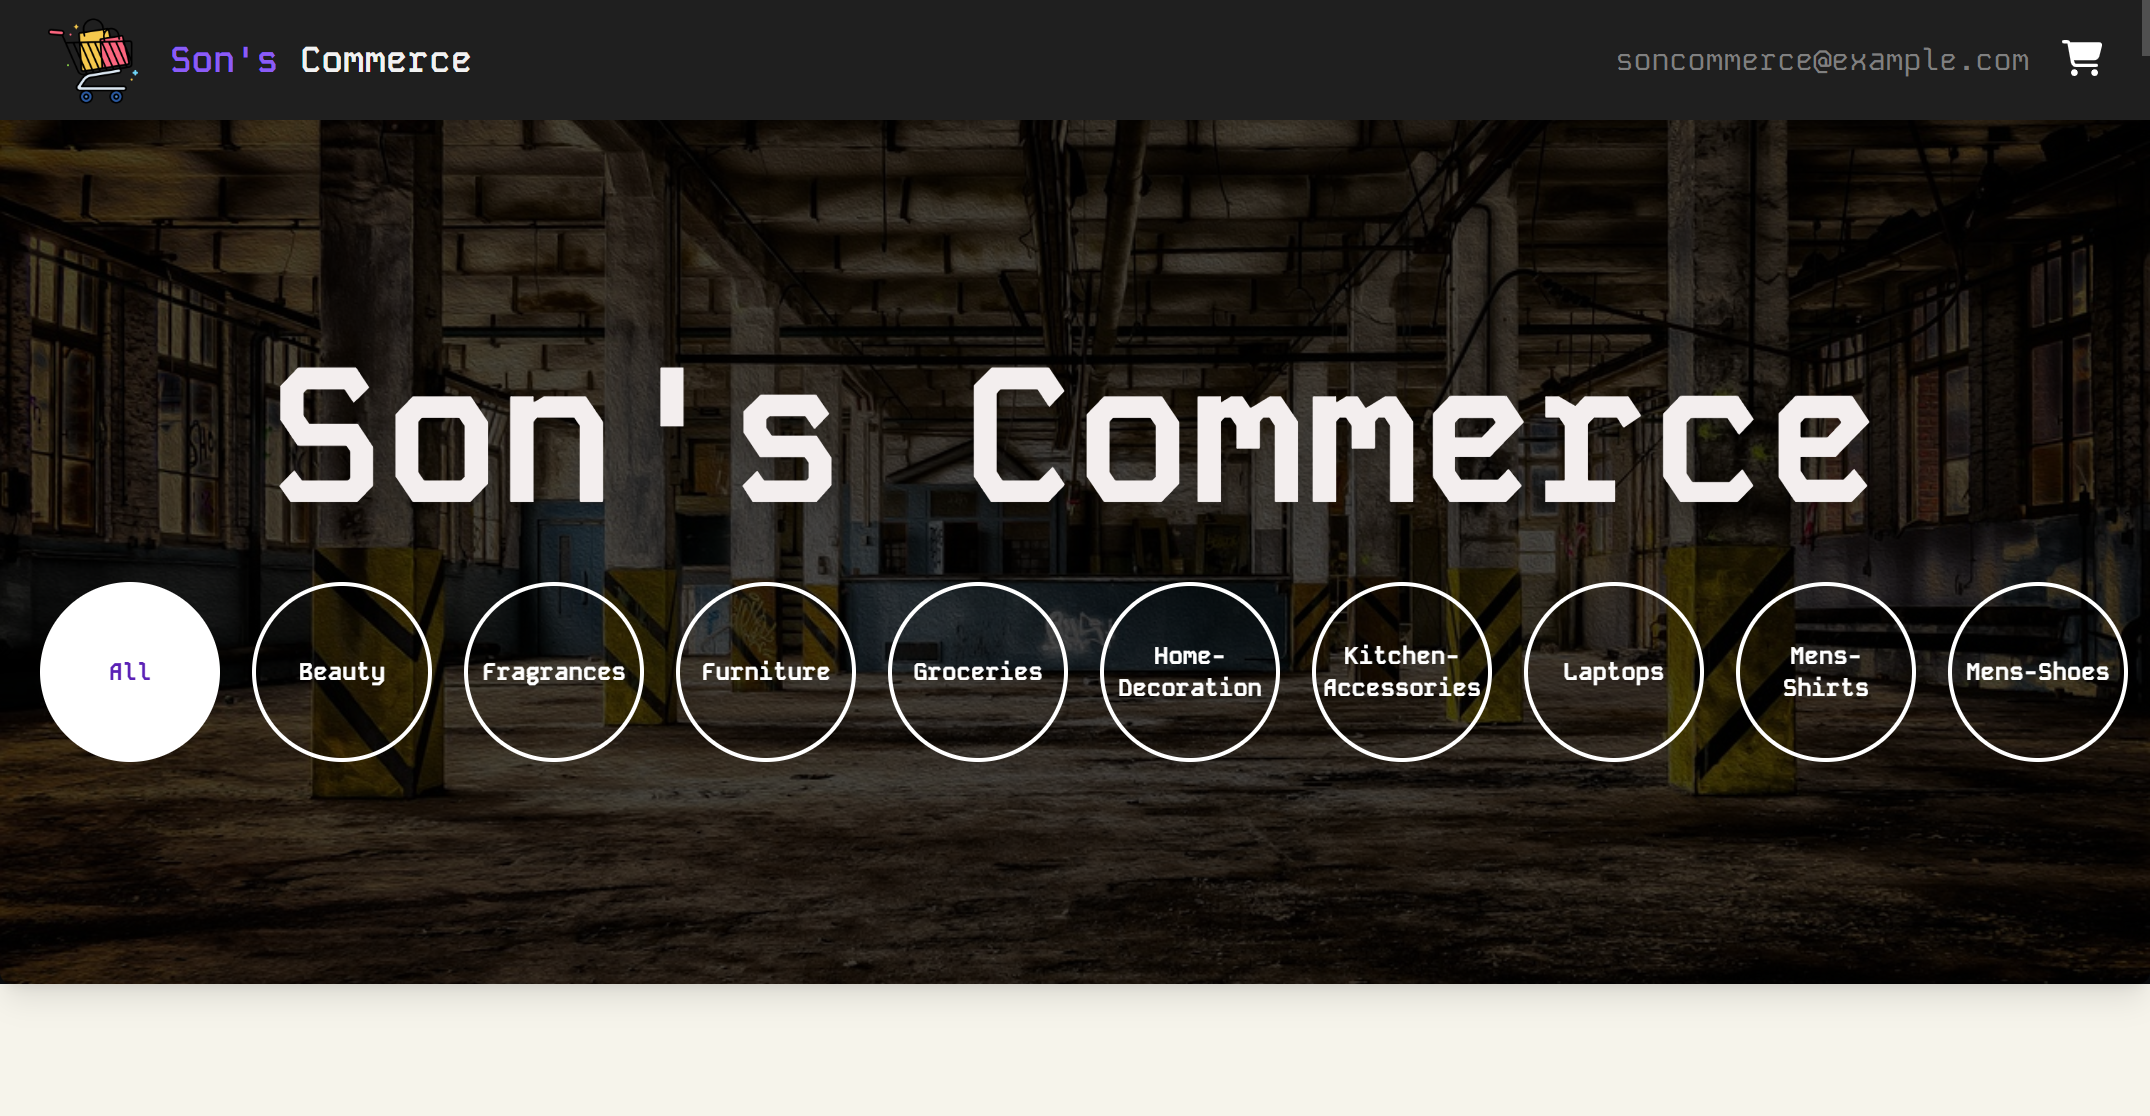 Son's Commerce
soncommerce@example.com
Son's Commerce
All
Beauty
Fragrances
Furniture
Groceries
Home-
Decoration
Kitchen-
Accessories
Laptops
Mens-
Shirts
Mens-Shoes